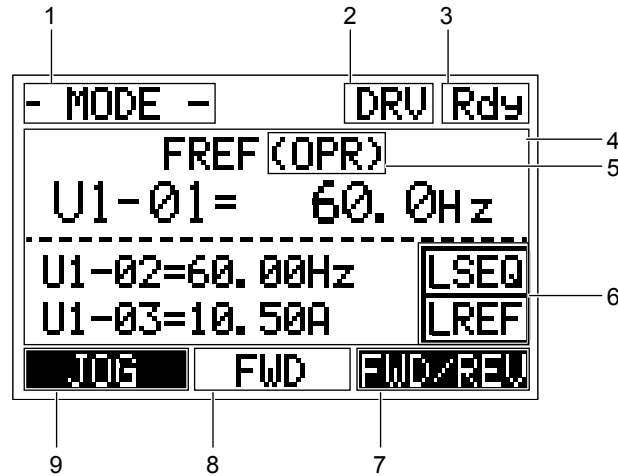 1 2 3
- MODE - DRV Rdy
4
FREF (OPR)
5
U1-01= 60.0Hz
U1-02=60.00Hz LSEQ
6
U1-03=10.50A LREF
JOG FWD FWD/REV
9 8 7